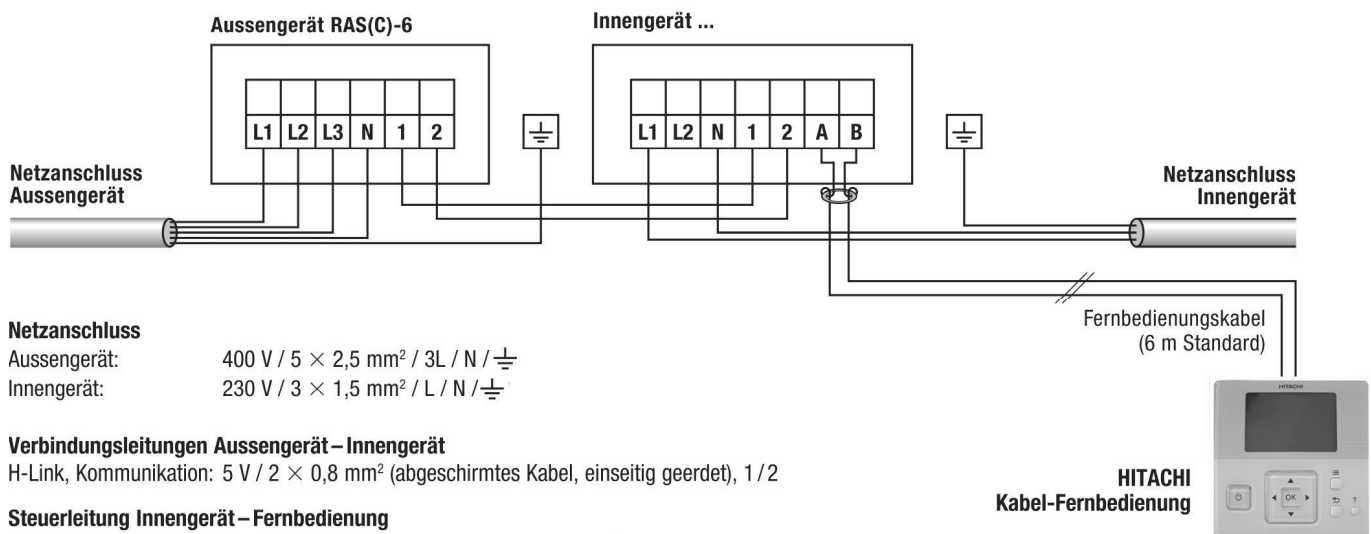 Aussengerät RAS(C)-6
Innengerät ...
L1 L2 L3 N 1 2
L1 L2 N 1 2 A B
Netzanschluss
Aussengerät
Netzanschluss
Innengerät
Fernbedienungskabel
(6 m Standard)
Netzanschluss
Aussengerät: 400 V / 5 × 2,5 mm² / 3L / N / ⏚
Innengerät: 230 V / 3 × 1,5 mm² / L / N / ⏚
Verbindungsleitungen Aussengerät – Innengerät
H-Link, Kommunikation: 5 V / 2 × 0,8 mm² (abgeschirmtes Kabel, einseitig geerdet), 1 / 2
Steuerleitung Innengerät – Fernbedienung
HITACHI
Kabel-Fernbedienung
HITACHI
OK
?